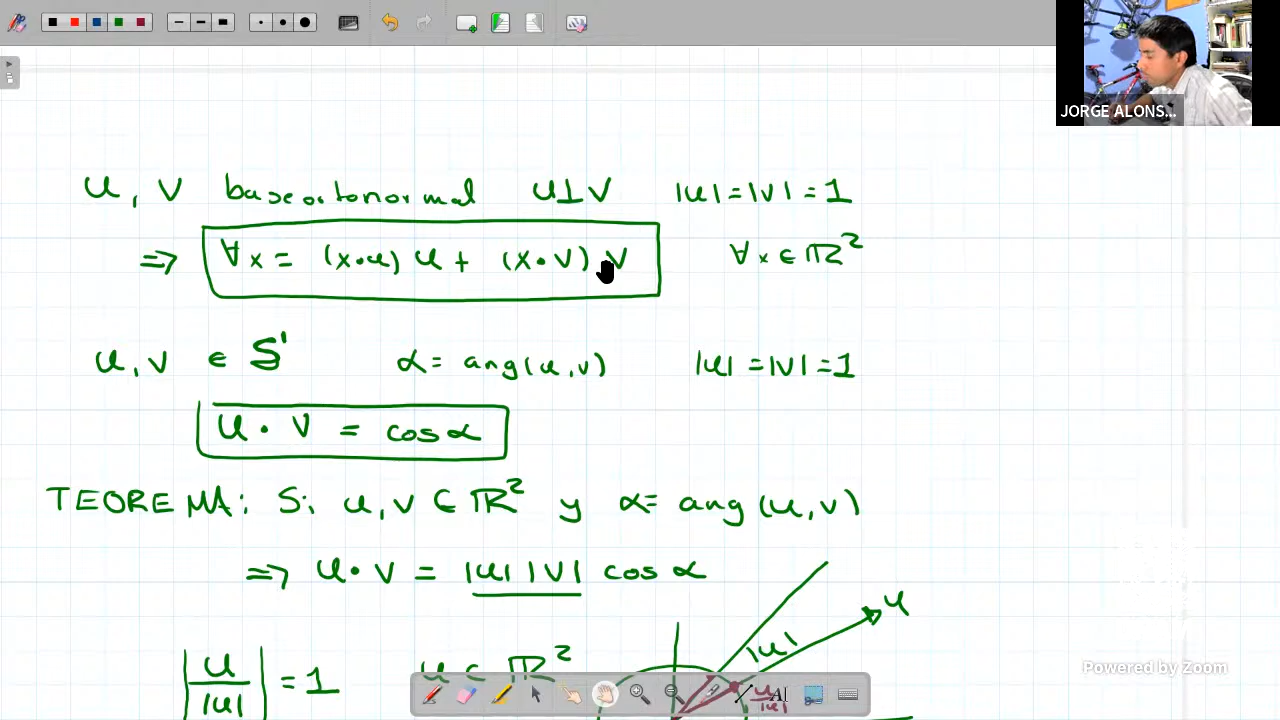 JORGE ALONS...
u, v base ortonormal u⊥v |u|=|v|=1
⇒ ∀x = (x·u) u + (x·v) v ∀x ∈ ℝ²
u, v ∈ S¹ α = ang(u,v) |u|=|v|=1
u · v = cos α
TEOREMA: Si u, v ∈ ℝ² y α = ang (u, v)
⇒ u · v = |u| |v| cos α
u
|u|
|u/|u|| = 1 u ∈ ℝ²
u/|u|
Powered by Zoom